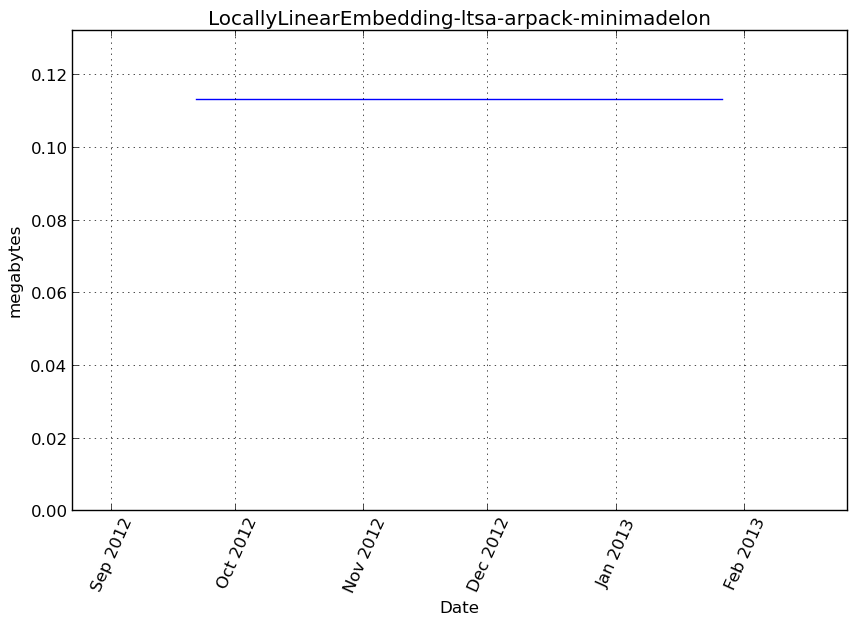 LocallyLinearEmbedding-ltsa-arpack-minimadelon
0.12
0.10
0.08
0.06
0.04
0.02
0.00
megabytes
Sep 2012
Oct 2012
Nov 2012
Dec 2012
Jan 2013
Feb 2013
Date